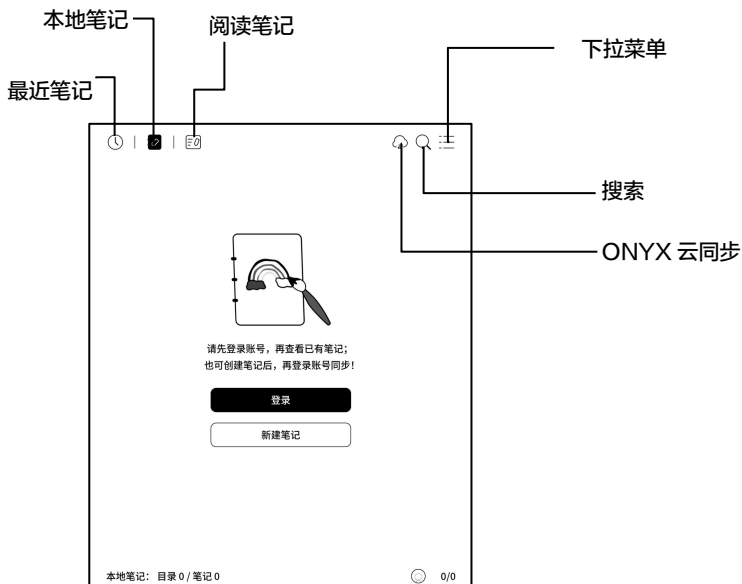 本地笔记
阅读笔记
下拉菜单
最近笔记
搜索
ONYX 云同步
请先登录账号，再查看已有笔记；
也可创建笔记后，再登录账号同步！
登录
新建笔记
本地笔记： 目录 0 / 笔记 0
0/0